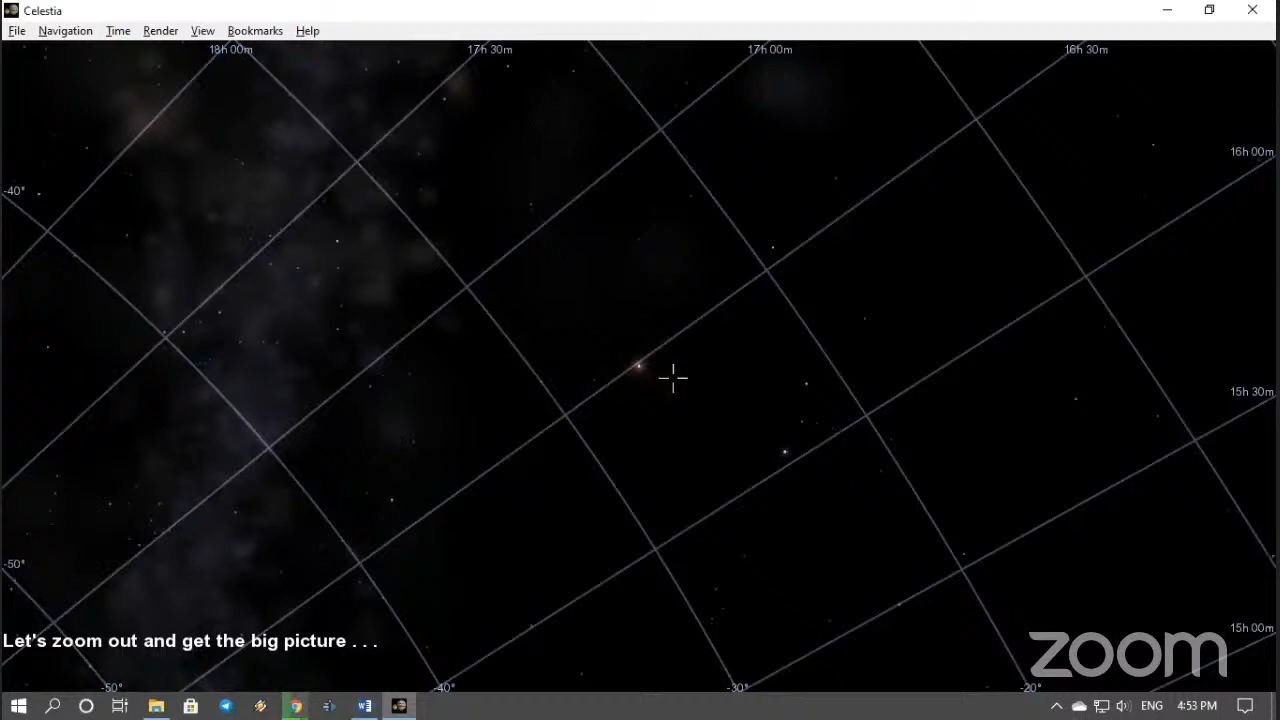 Celestia
File Navigation Time Render View Bookmarks Help
18h 00m 17h 30m 17h 00m 16h 30m
16h 00m
-40°
15h 30m
-50°
15h 00m
Let's zoom out and get the big picture . . .
zoom
-50° -40° -30° -20°
ENG 4:53 PM